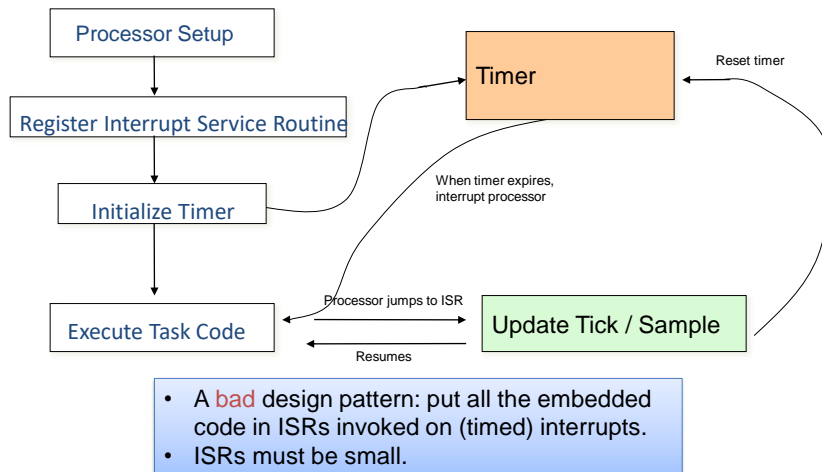 Processor Setup
Register Interrupt Service Routine
Initialize Timer
Execute Task Code
Timer
Reset timer
When timer expires,
interrupt processor
Processor jumps to ISR
Resumes
Update Tick / Sample
• A bad design pattern: put all the embedded
code in ISRs invoked on (timed) interrupts.
• ISRs must be small.